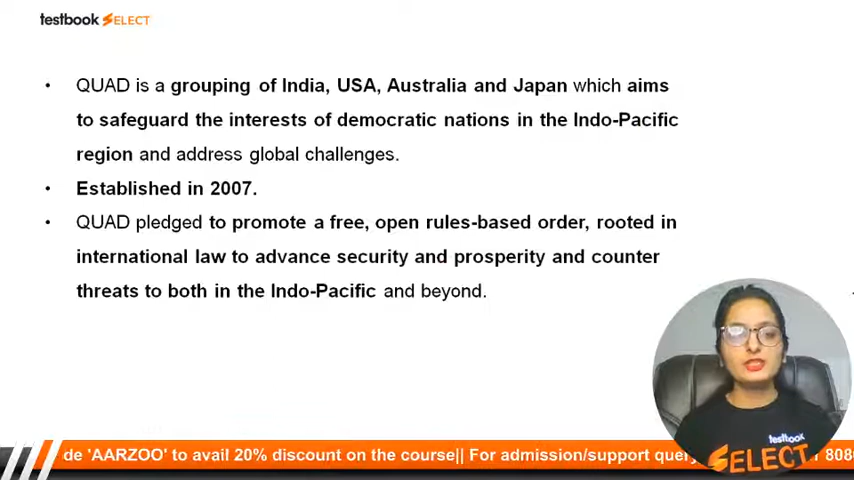 testbook SELECT
• QUAD is a grouping of India, USA, Australia and Japan which aims
to safeguard the interests of democratic nations in the Indo-Pacific
region and address global challenges.
• Established in 2007.
• QUAD pledged to promote a free, open rules-based order, rooted in
international law to advance security and prosperity and counter
threats to both in the Indo-Pacific and beyond.
testbook
SELECT
de 'AARZOO' to avail 20% discount on the course|| For admission/support query